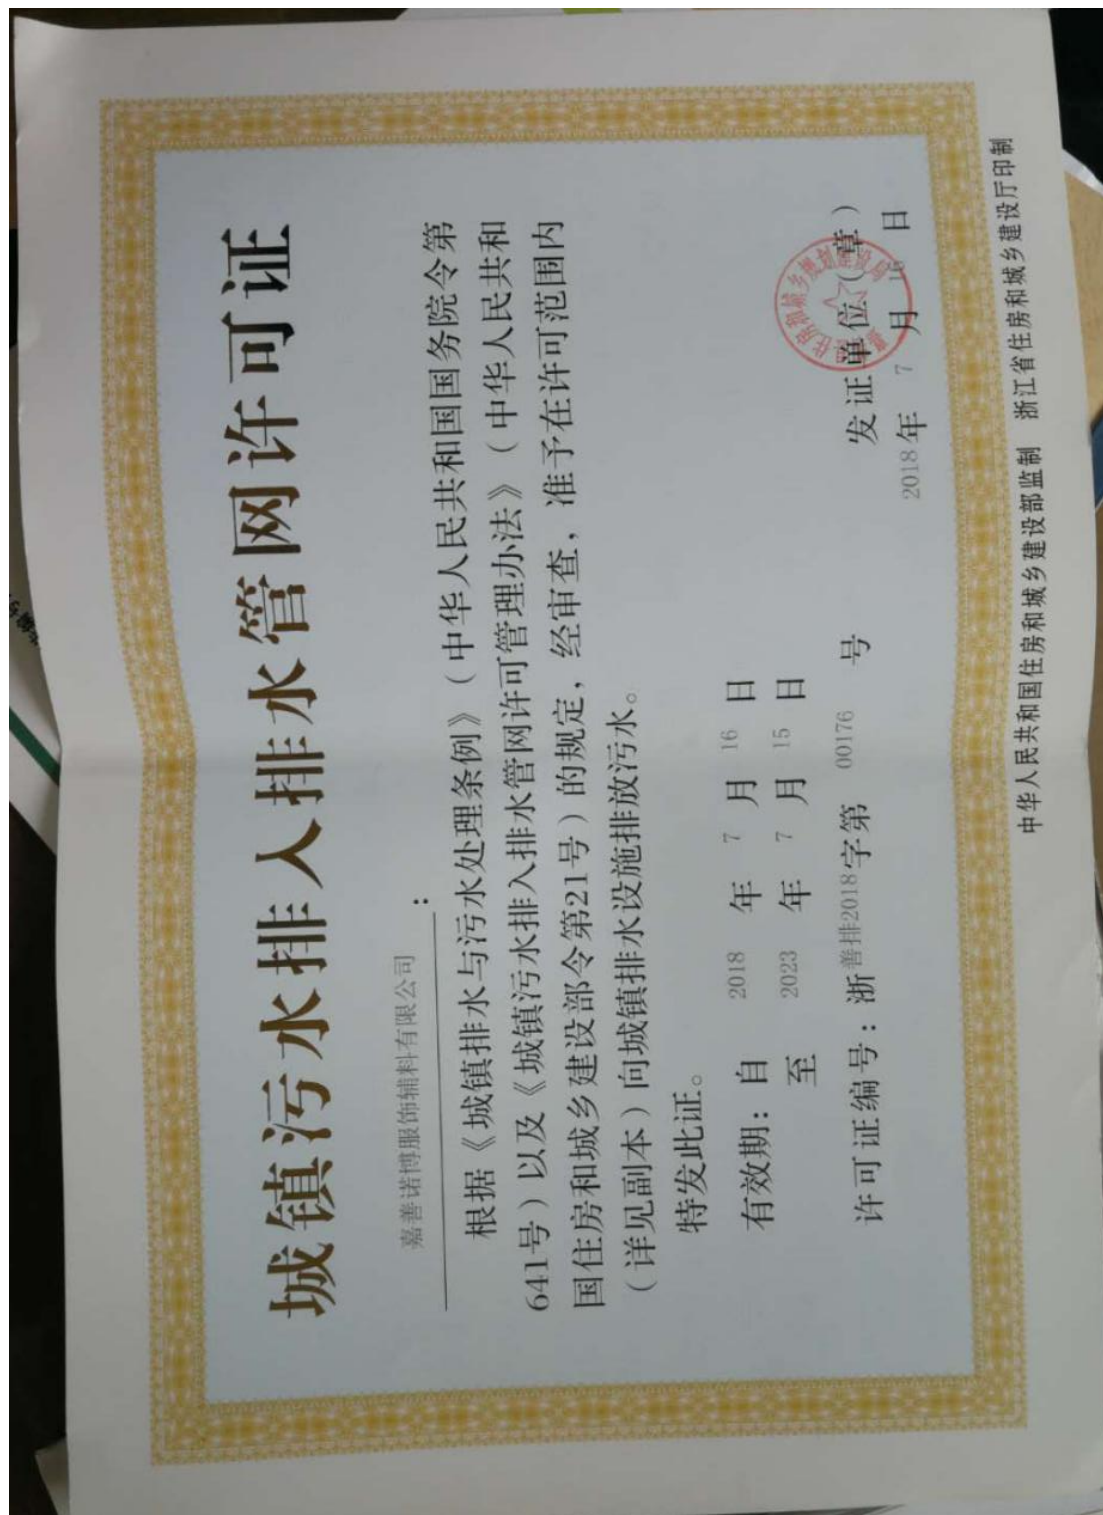 城镇污水排入排水管网许可证
嘉善诺博服饰辅料有限公司：
根据《城镇排水与污水处理条例》（中华人民共和国国务院令第
641号）以及《城镇污水排入排水管网许可管理办法》（中华人民共和
国住房和城乡建设部令第21号）的规定，经审查，准予在许可范围内
（详见副本）向城镇排水设施排放污水。
特发此证。
有效期：自 2018 年 7 月 16 日
至 2023 年 7 月 15 日
许可证编号：浙善排2018字第 00176 号
发证单位（章）
2018年 7 月 16 日
中华人民共和国住房和城乡建设部监制 浙江省住房和城乡建设厅印制